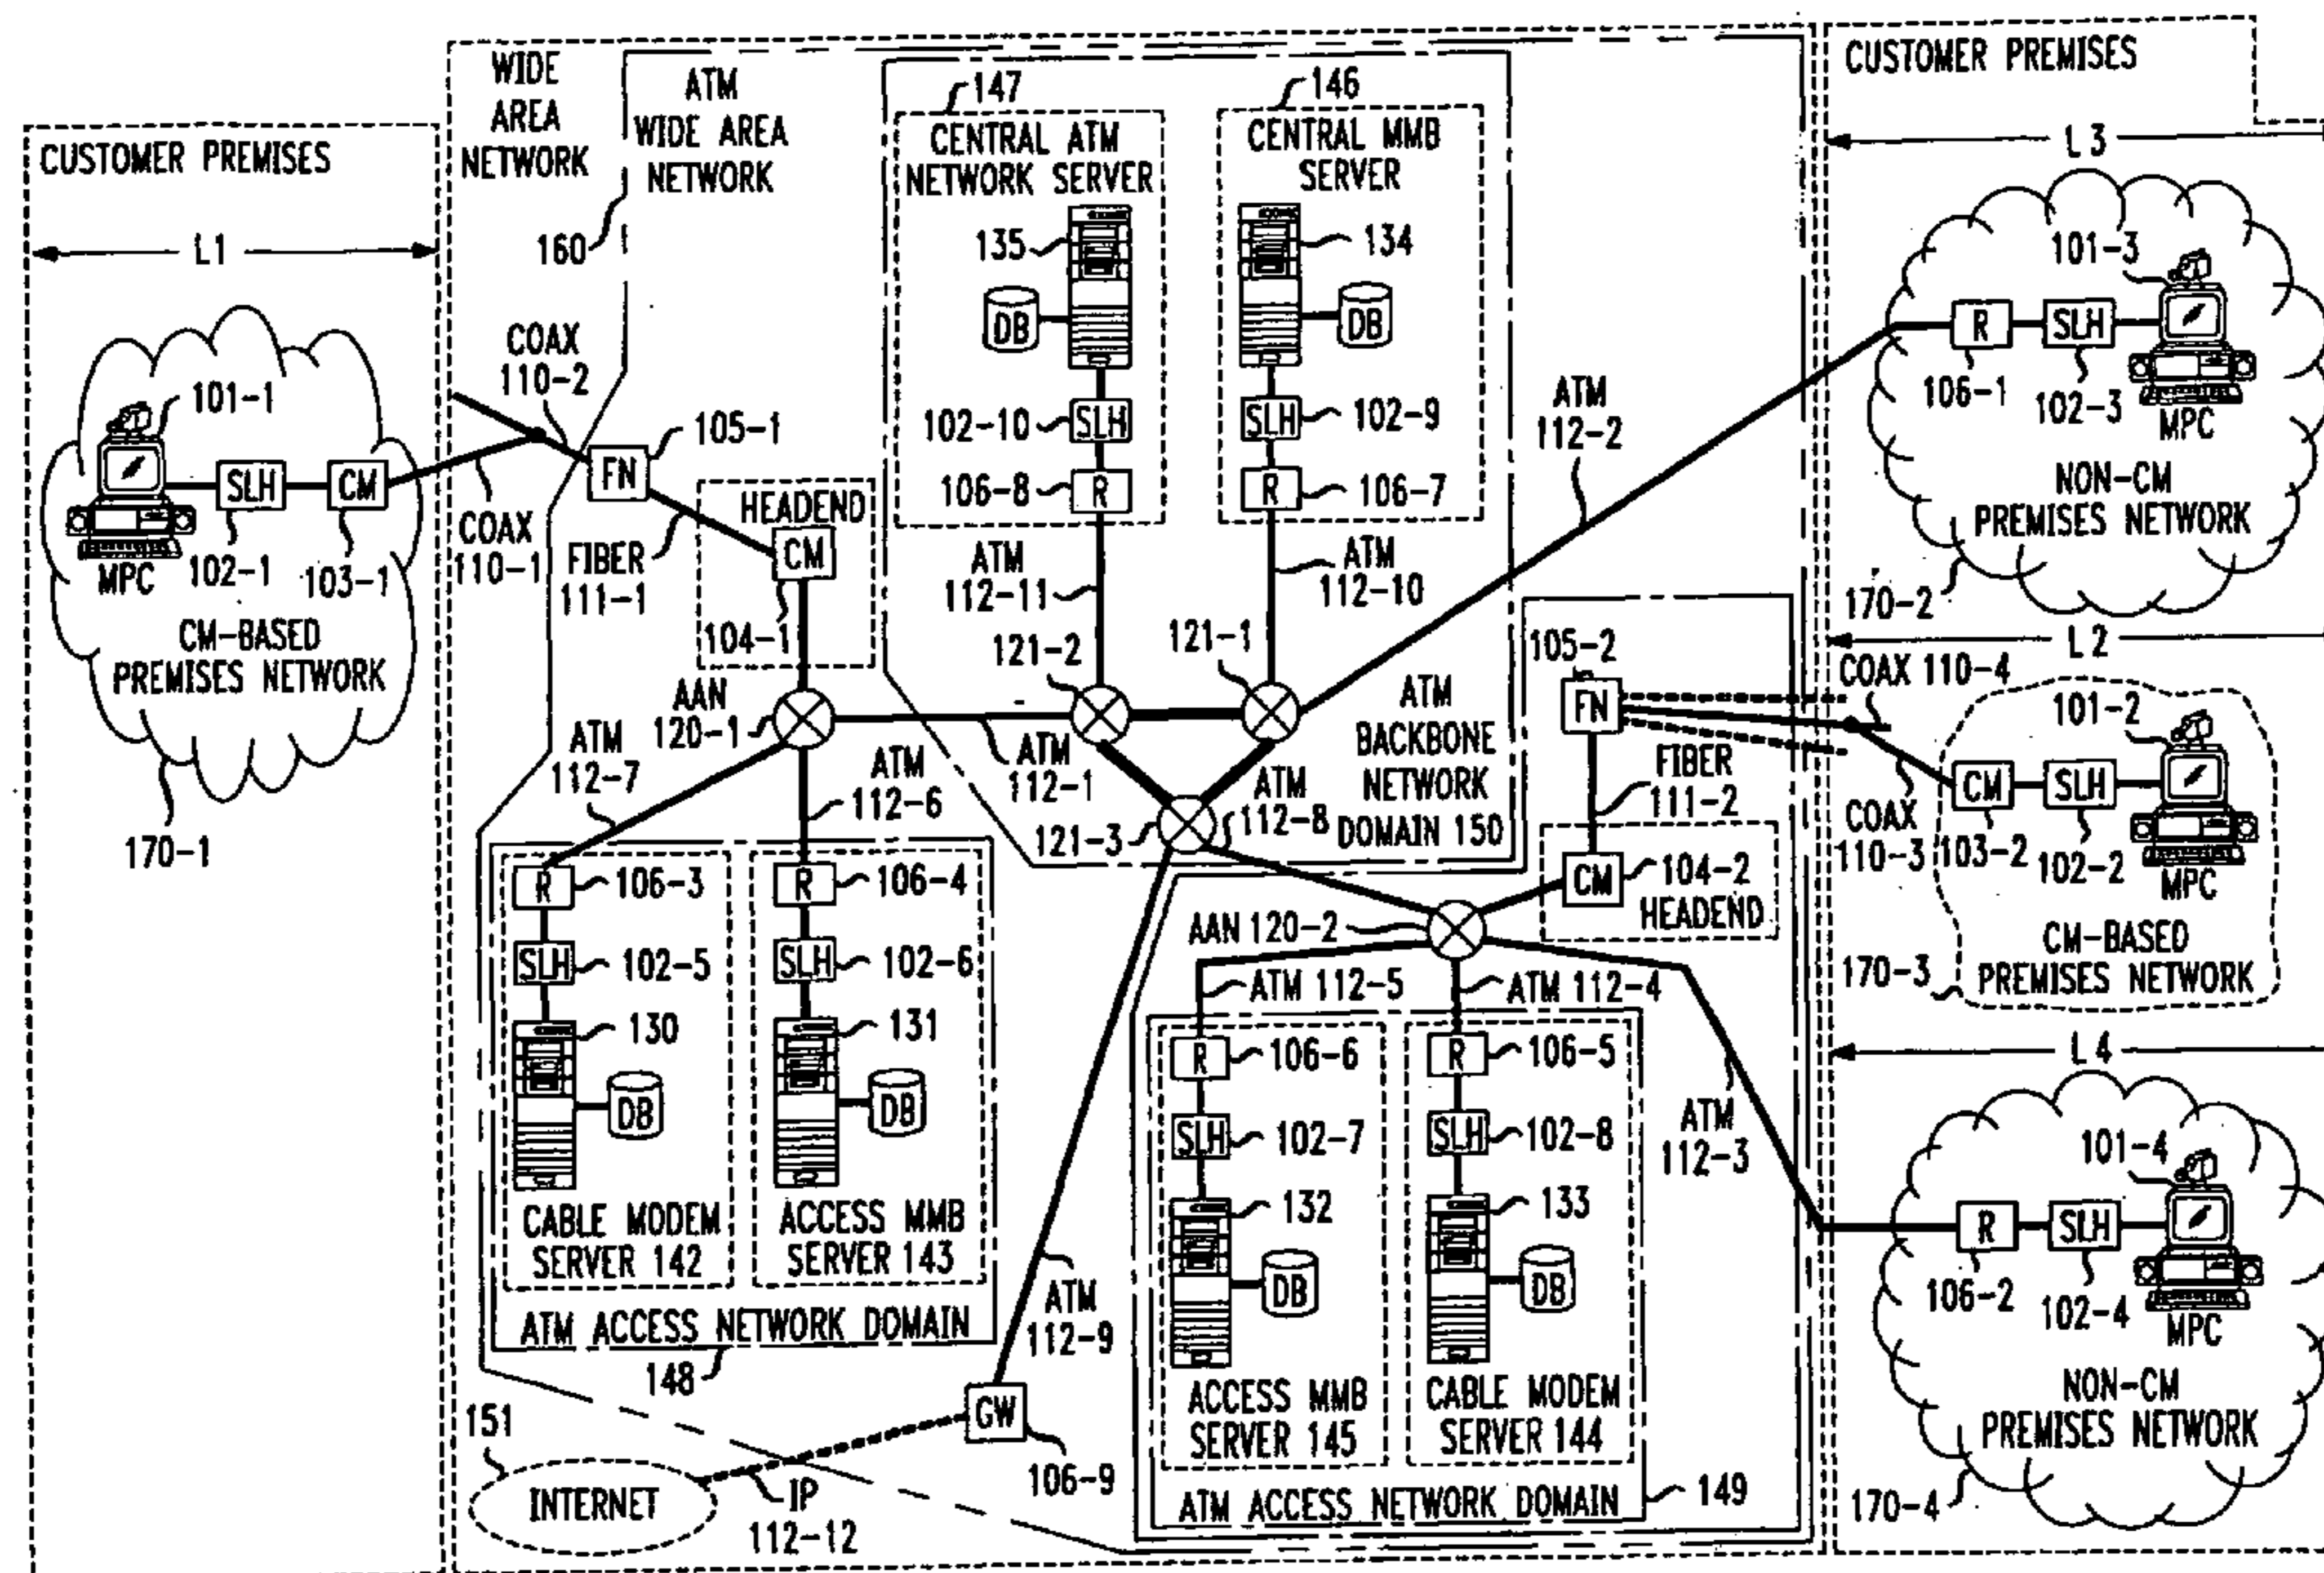 CUSTOMER PREMISES
L1
101-1
SLH
CM
MPC
102-1
103-1
CM-BASED
PREMISES NETWORK
170-1
WIDE
AREA
NETWORK
ATM
WIDE AREA
NETWORK
160
COAX
110-2
105-1
FN
COAX
110-1
FIBER
111-1
HEADEND
CM
104-1
AAN
120-1
ATM
112-7
ATM
112-6
ATM
112-1
147
CENTRAL ATM
NETWORK SERVER
135
DB
102-10
SLH
106-8
R
ATM
112-11
121-2
146
CENTRAL MMB
SERVER
134
DB
SLH
102-9
R
106-7
ATM
112-10
121-1
ATM
112-2
ATM
BACKBONE
NETWORK
DOMAIN 150
121-3
ATM
112-8
R
106-3
SLH
102-5
130
DB
CABLE MODEM
SERVER 142
R
106-4
SLH
102-6
131
DB
ACCESS MMB
SERVER 143
ATM ACCESS NETWORK DOMAIN
148
ATM
112-9
GW
106-9
151
INTERNET
IP
112-12
105-2
FN
FIBER
111-2
CM
104-2
HEADEND
AAN 120-2
ATM 112-5
ATM 112-4
ATM
112-3
R
106-6
SLH
102-7
132
DB
ACCESS MMB
SERVER 145
R
106-5
SLH
102-8
133
DB
CABLE MODEM
SERVER 144
ATM ACCESS NETWORK DOMAIN
149
CUSTOMER PREMISES
L3
101-3
R
SLH
106-1
102-3
MPC
NON-CM
PREMISES NETWORK
170-2
L2
COAX 110-4
101-2
CM
SLH
COAX
110-3
103-2
102-2
MPC
CM-BASED
PREMISES NETWORK
170-3
L4
101-4
R
SLH
106-2
102-4
MPC
NON-CM
PREMISES NETWORK
170-4